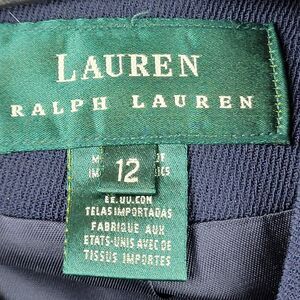 LAUREN
RALPH LAUREN
12
EE.UU.CON
TELAS IMPORTADAS
FABRIQUE AUX
ETATS-UNIS AVEC DE
TISSUS IMPORTES